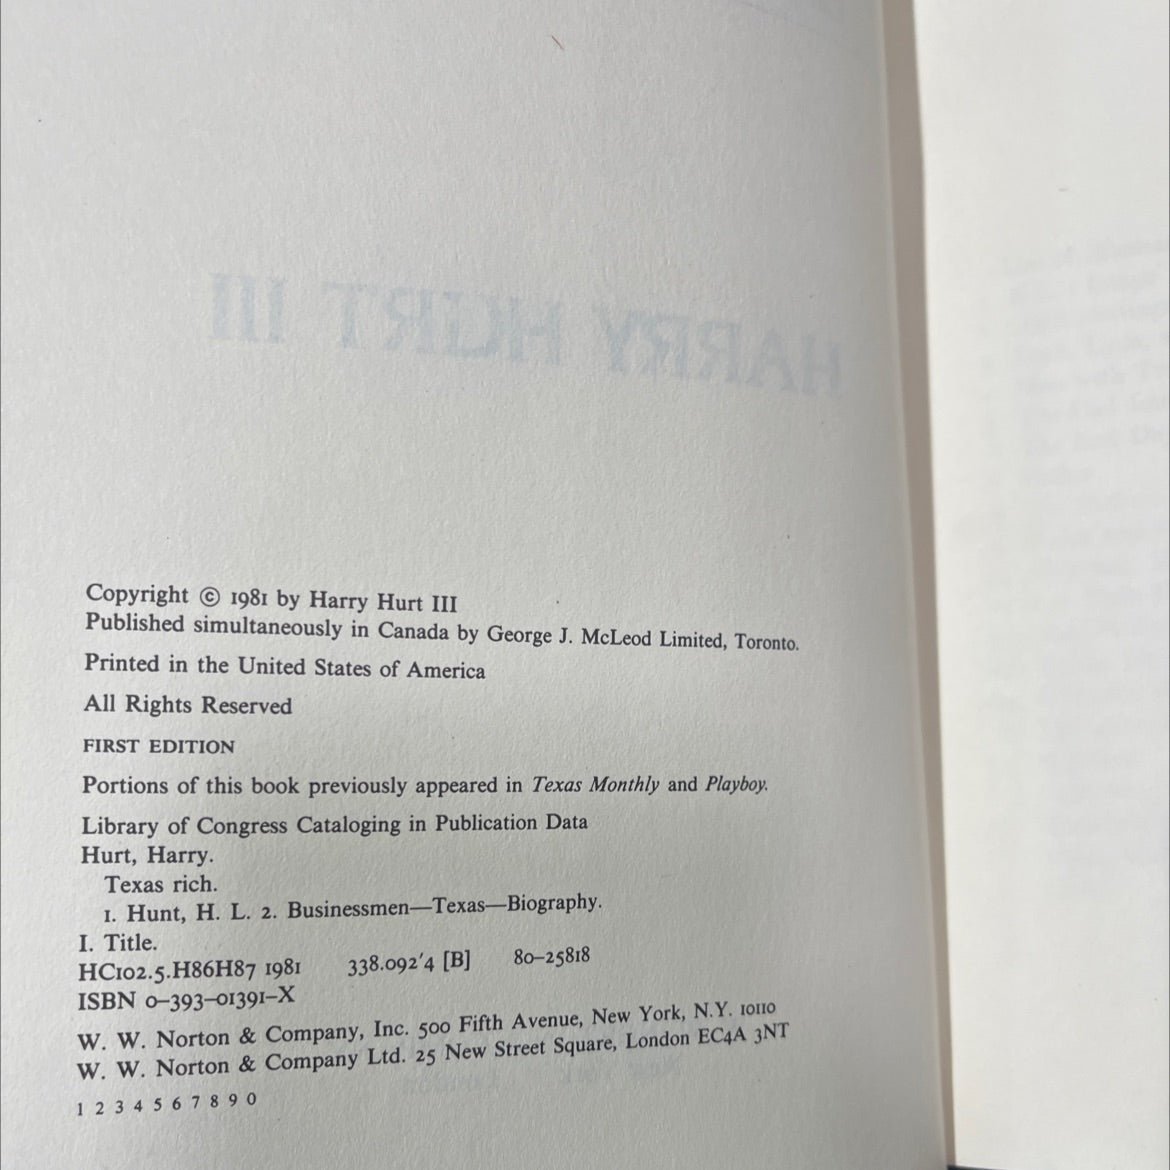 HARRY HURT III
Copyright © 1981 by Harry Hurt III
Published simultaneously in Canada by George J. McLeod Limited, Toronto.
Printed in the United States of America
All Rights Reserved
FIRST EDITION
Portions of this book previously appeared in Texas Monthly and Playboy.
Library of Congress Cataloging in Publication Data
Hurt, Harry.
Texas rich.
1. Hunt, H. L. 2. Businessmen—Texas—Biography.
I. Title.
HC102.5.H86H87 1981 338.092′4 [B] 80–25818
ISBN 0–393–01391–X
W. W. Norton & Company, Inc. 500 Fifth Avenue, New York, N.Y. 10110
W. W. Norton & Company Ltd. 25 New Street Square, London EC4A 3NT
1 2 3 4 5 6 7 8 9 0